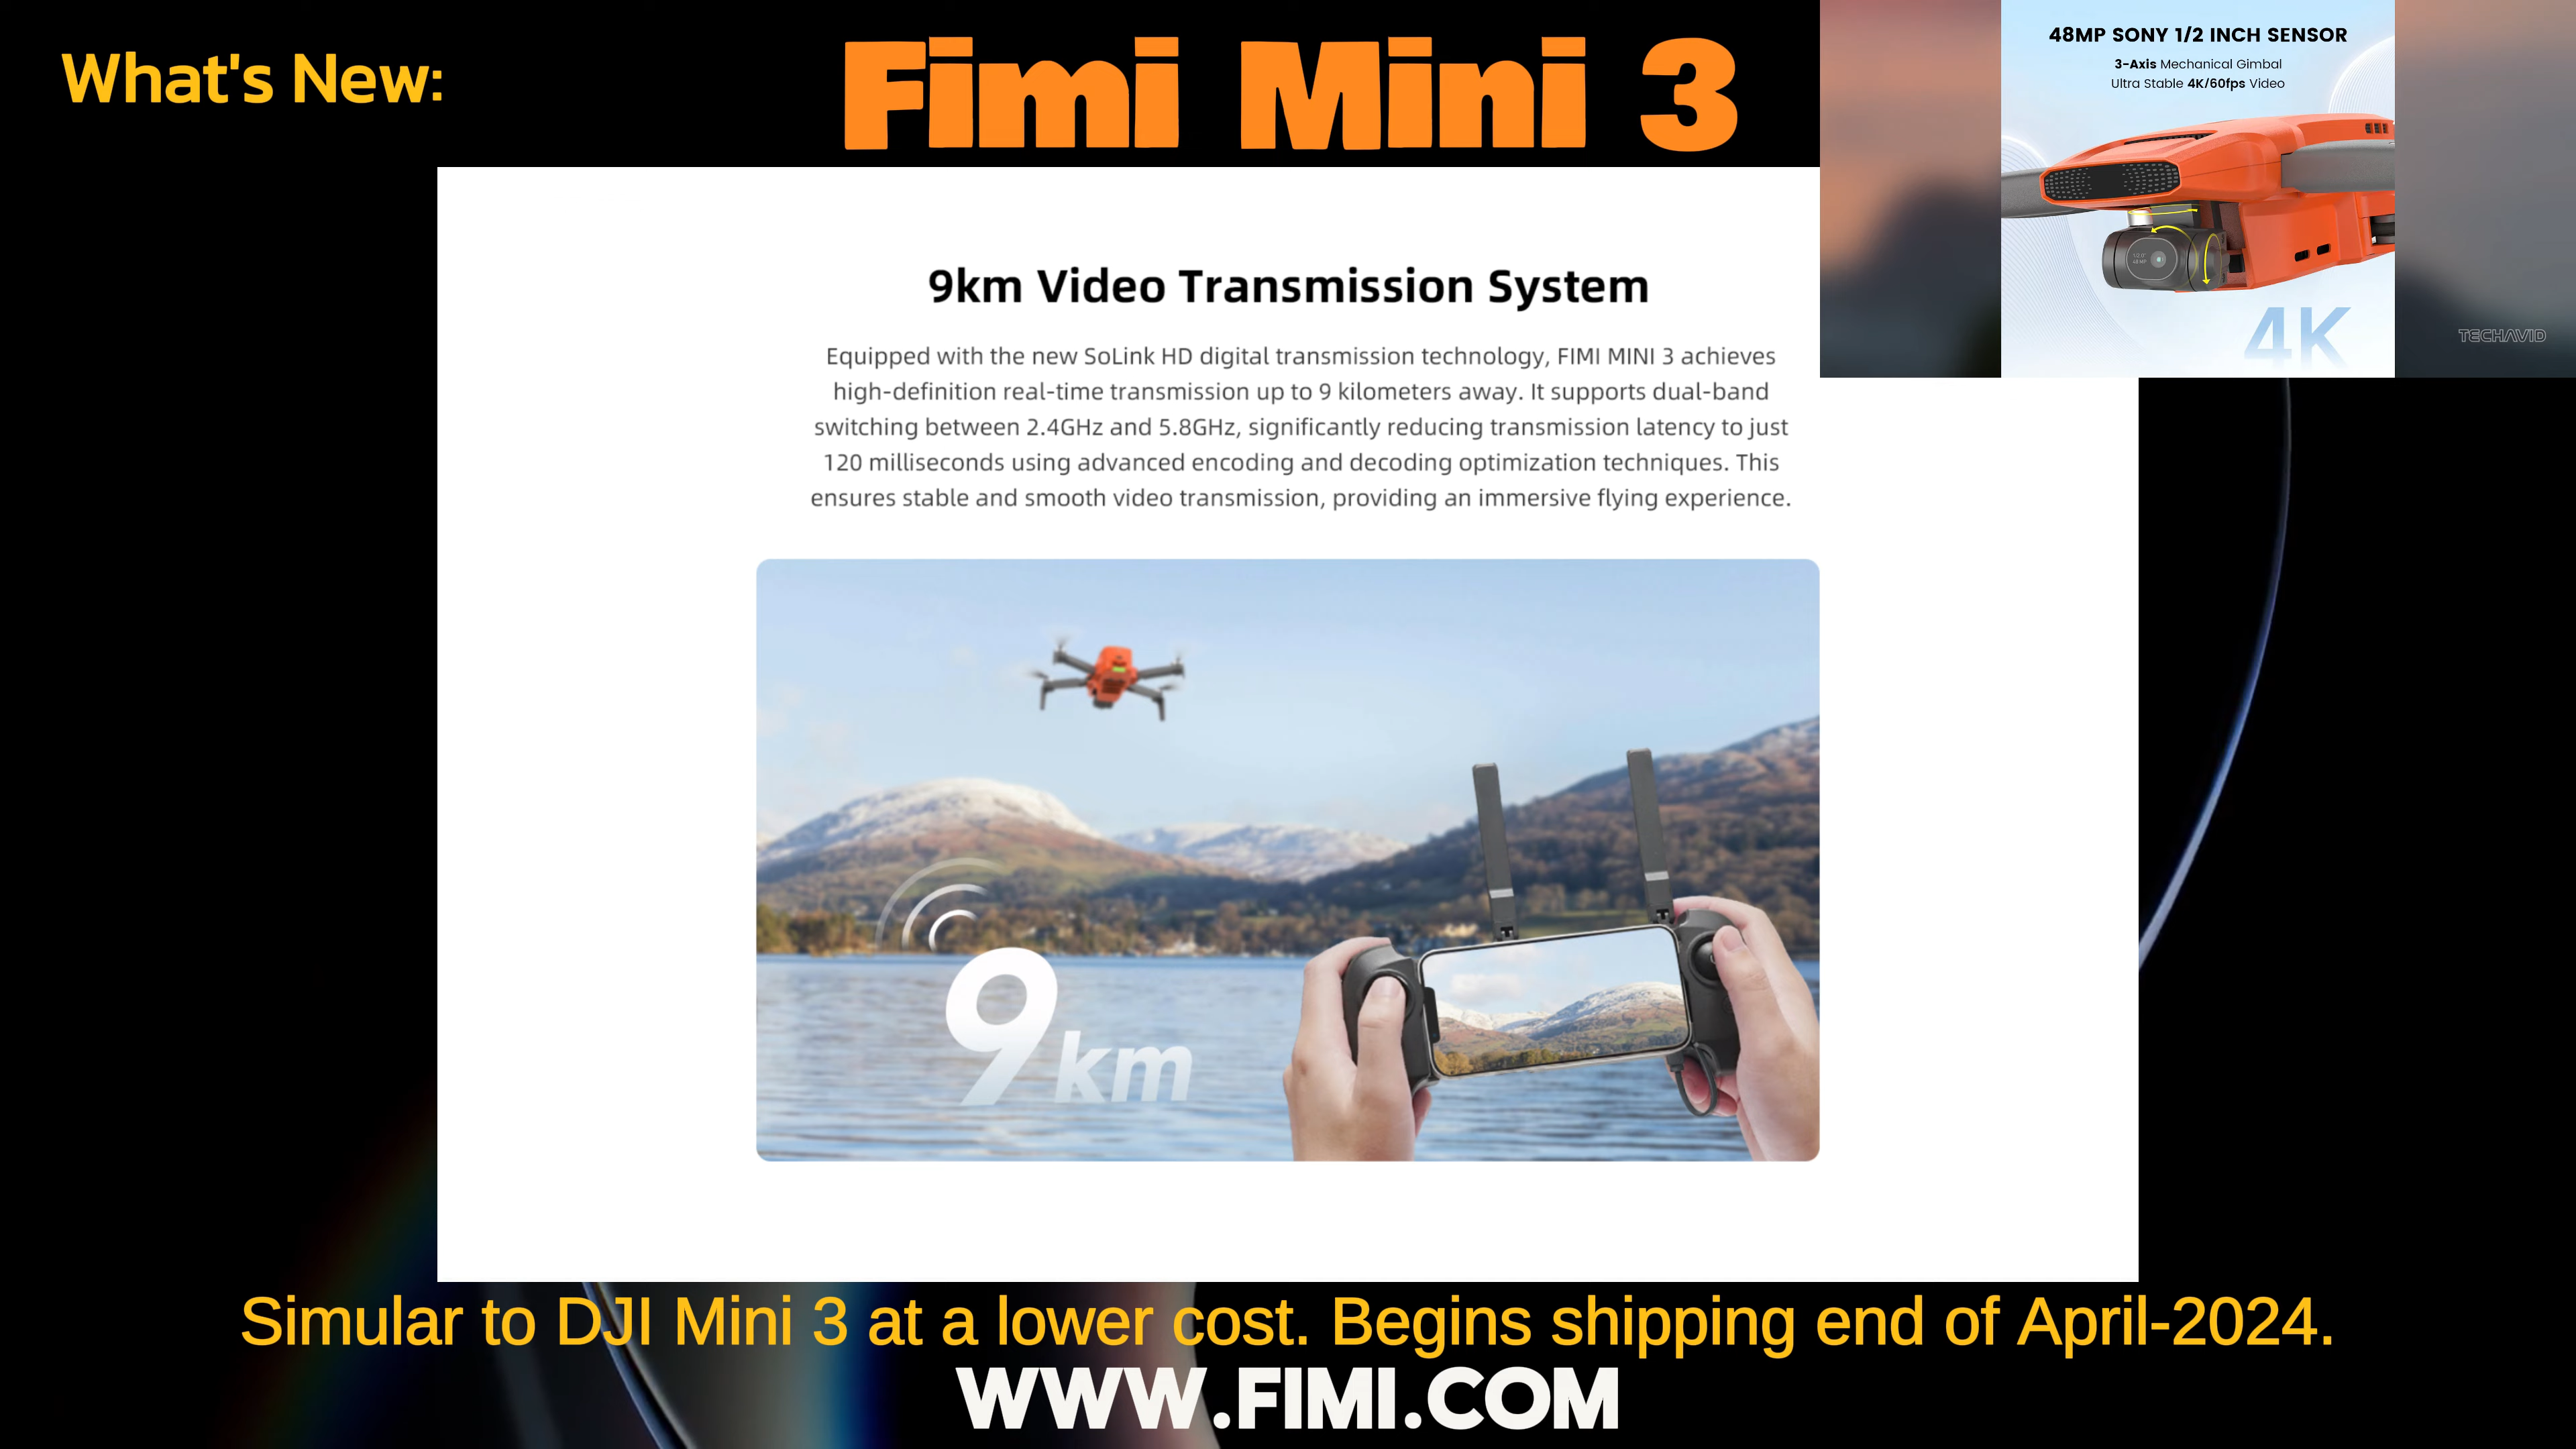 What's New:
Fimi Mini 3
48MP SONY 1/2 INCH SENSOR
3-Axis Mechanical Gimbal
Ultra Stable 4K/60fps Video
4K
TECHAVID
9km Video Transmission System
Equipped with the new SoLink HD digital transmission technology, FIMI MINI 3 achieves
high-definition real-time transmission up to 9 kilometers away. It supports dual-band
switching between 2.4GHz and 5.8GHz, significantly reducing transmission latency to just
120 milliseconds using advanced encoding and decoding optimization techniques. This
ensures stable and smooth video transmission, providing an immersive flying experience.
9km
Simular to DJI Mini 3 at a lower cost. Begins shipping end of April-2024.
WWW.FIMI.COM